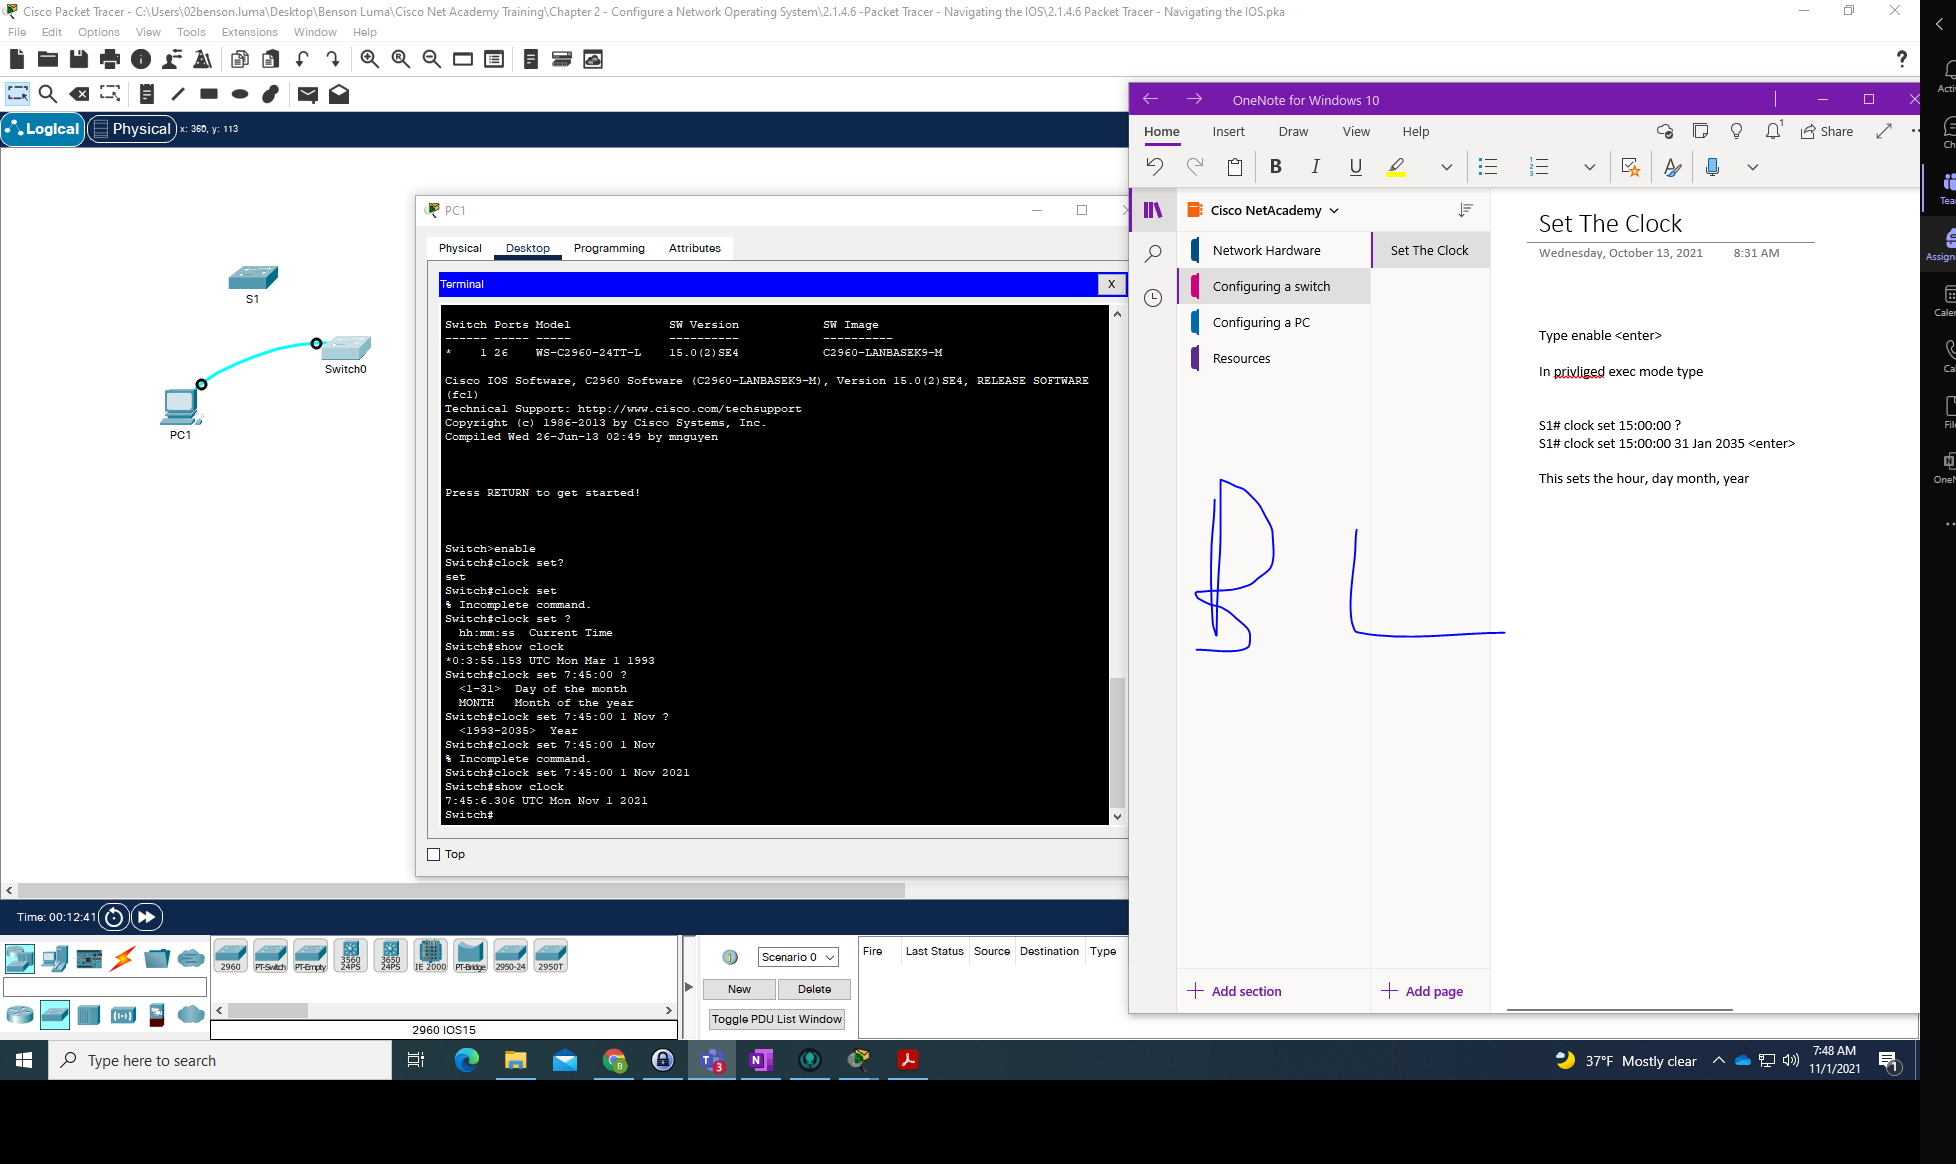 Cisco Packet Tracer - C:\Users\02benson.luma\Desktop\Benson Luma\Cisco Net Academy Training\Chapter 2 - Configure a Network Operating System\2.1.4.6 -Packet Tracer - Navigating the IOS\2.1.4.6 Packet Tracer - Navigating the IOS.pka
File Edit Options View Tools Extensions Window Help
Logical Physical x: 360, y: 113
S1
Switch0
PC1
PC1
Physical Desktop Programming Attributes
Terminal X
Switch Ports Model SW Version SW Image
------ ----- ----- ---------- ----------
* 1 26 WS-C2960-24TT-L 15.0(2)SE4 C2960-LANBASEK9-M
Cisco IOS Software, C2960 Software (C2960-LANBASEK9-M), Version 15.0(2)SE4, RELEASE SOFTWARE
(fc1)
Technical Support: http://www.cisco.com/techsupport
Copyright (c) 1986-2013 by Cisco Systems, Inc.
Compiled Wed 26-Jun-13 02:49 by mnguyen
Press RETURN to get started!
Switch>enable
Switch#clock set?
set
Switch#clock set
% Incomplete command.
Switch#clock set ?
hh:mm:ss Current Time
Switch#show clock
*0:3:55.153 UTC Mon Mar 1 1993
Switch#clock set 7:45:00 ?
<1-31> Day of the month
MONTH Month of the year
Switch#clock set 7:45:00 1 Nov ?
<1993-2035> Year
Switch#clock set 7:45:00 1 Nov
% Incomplete command.
Switch#clock set 7:45:00 1 Nov 2021
Switch#show clock
7:45:6.306 UTC Mon Nov 1 2021
Switch#
Top
OneNote for Windows 10
Home Insert Draw View Help
1 Share
B I U
Cisco NetAcademy
Network Hardware
Configuring a switch
Configuring a PC
Resources
Set The Clock
Set The Clock
Wednesday, October 13, 2021 8:31 AM
Type enable <enter>
In privliged exec mode type
S1# clock set 15:00:00 ?
S1# clock set 15:00:00 31 Jan 2035 <enter>
This sets the hour, day month, year
B L
Add section Add page
Time: 00:12:41
2960 PT-Switch PT-Empty 3560 24PS 3650 24PS IE 2000 PT-Bridge 2950-24 2950T
2960 IOS15
Scenario 0
New Delete
Toggle PDU List Window
Fire Last Status Source Destination Type
Type here to search
37°F Mostly clear
7:48 AM
11/1/2021